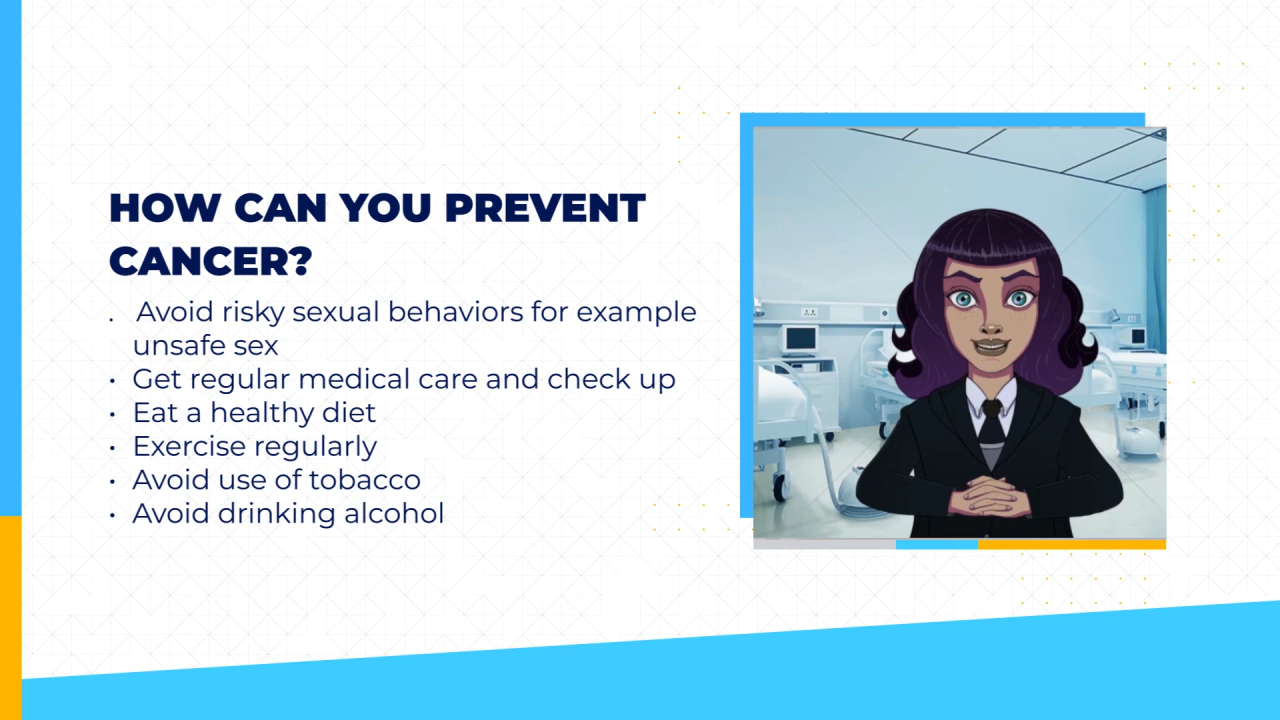 HOW CAN YOU PREVENT
CANCER?
. Avoid risky sexual behaviors for example
unsafe sex
• Get regular medical care and check up
• Eat a healthy diet
• Exercise regularly
• Avoid use of tobacco
• Avoid drinking alcohol